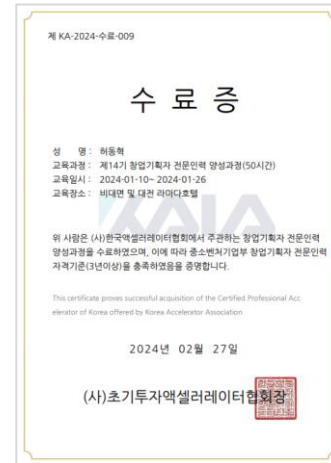 제 KA-2024-수료-009
수 료 증
성 명 : 허동혁
교육과정 : 제14기 창업기획자 전문인력 양성과정(50시간)
교육일시 : 2024-01-10~ 2024-01-26
교육장소 : 비대면 및 대전 라마다호텔
KAIA
위 사람은 (사)한국액셀러레이터협회에서 주관하는 창업기획자 전문인력
양성과정을 수료하였으며, 이에 따라 중소벤처기업부 창업기획자 전문인력
자격기준(3년이상)을 충족하였음을 증명합니다.
This certificate proves successful acquisition of the Certified Professional Acc
elerator of Korea offered by Korea Accelerator Association
2024년 02월 27일
(사)초기투자액셀러레이터협회장